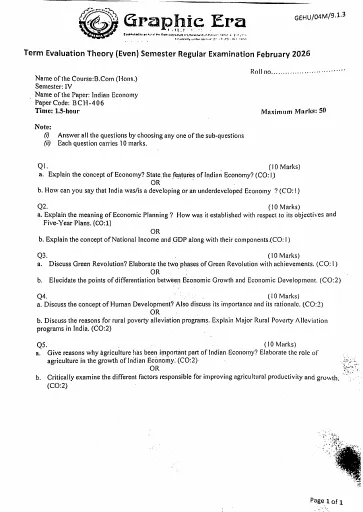 GEHU/04M/9.1.3
Graphic Era
Term Evaluation Theory (Even) Semester Regular Examination February 2026
Roll no..............................
Name of the Course:B.Com (Hons.)
Semester: IV
Name of the Paper: Indian Economy
Paper Code: BCH-406
Time: 1.5-hour Maximum Marks: 50
Note:
(i) Answer all the questions by choosing any one of the sub-questions
(ii) Each question carries 10 marks.
Q1. (10 Marks)
a. Explain the concept of Economy? State the features of Indian Economy? (CO:1)
OR
b. How can you say that India was/is a developing or an underdeveloped Economy ? (CO:1)
Q2. (10 Marks)
a. Explain the meaning of Economic Planning ? How was it established with respect to its objectives and
Five-Year Plans. (CO:1)
OR
b. Explain the concept of National Income and GDP along with their components.(CO:1)
Q3. (10 Marks)
a. Discuss Green Revolution? Elaborate the two phases of Green Revolution with achievements. (CO:1)
OR
b. Elucidate the points of differentiation between Economic Growth and Economic Development. (CO:2)
Q4. (10 Marks)
a. Discuss the concept of Human Development? Also discuss its importance and its rationale. (CO:2)
OR
b. Discuss the reasons for rural poverty alleviation programs. Explain Major Rural Poverty Alleviation
programs in India. (CO:2)
Q5. (10 Marks)
a. Give reasons why agriculture has been important part of Indian Economy? Elaborate the role of
agriculture in the growth of Indian Economy. (CO:2)
OR
b. Critically examine the different factors responsible for improving agricultural productivity and growth.
(CO:2)
Page 1 of 1